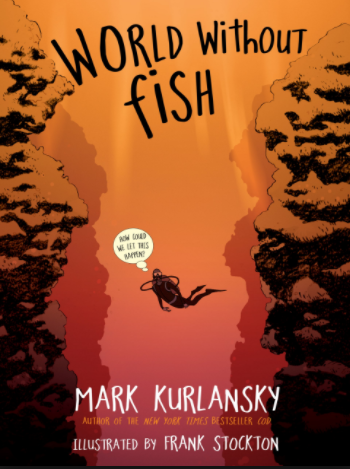 WORLD WithOUT
fiSH
HOW COULD
WE LET THIS
HAPPEN?
MARK KURLANSKY
AUTHOR OF THE NEW YORK TIMES BESTSELLER COD
ILLUSTRATED BY FRANK STOCKTON